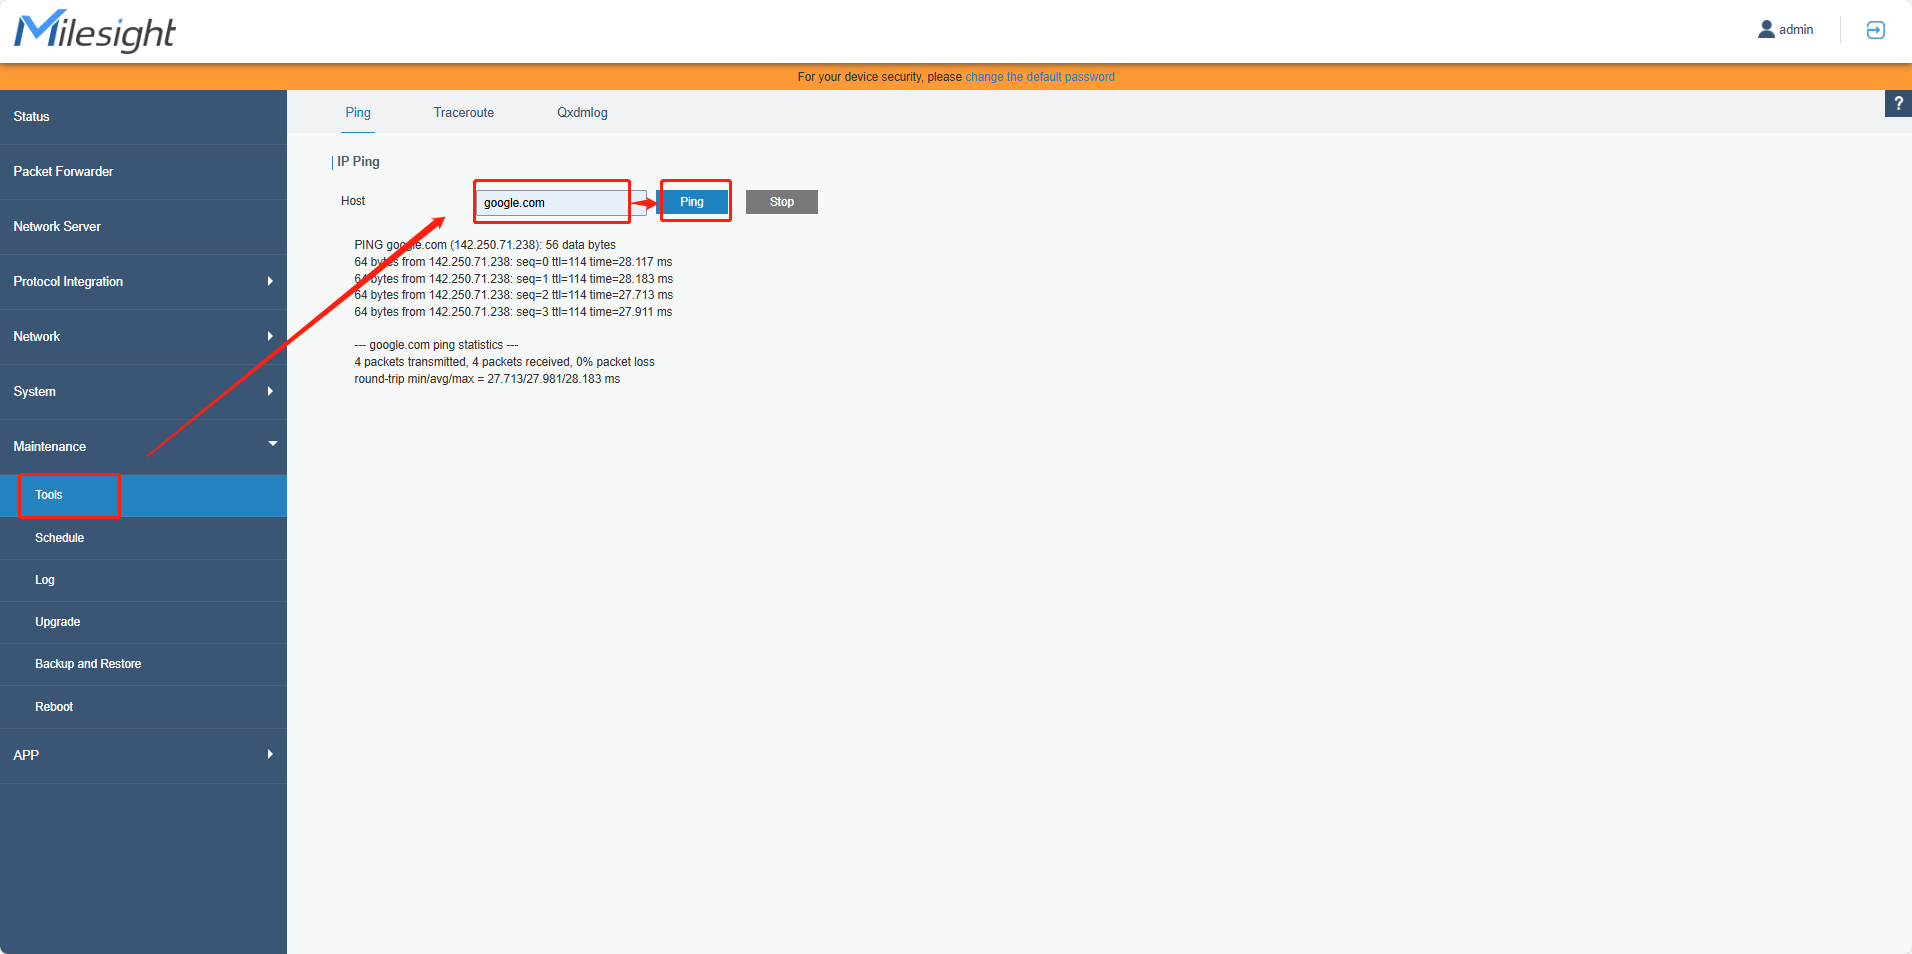 Milesight
admin
For your device security, please change the default password
Status
Packet Forwarder
Network Server
Protocol Integration
Network
System
Maintenance
Tools
Schedule
Log
Upgrade
Backup and Restore
Reboot
APP
Ping
Traceroute
Qxdmlog
?
IP Ping
Host
google.com
Ping
Stop
PING google.com (142.250.71.238): 56 data bytes
64 bytes from 142.250.71.238: seq=0 ttl=114 time=28.117 ms
64 bytes from 142.250.71.238: seq=1 ttl=114 time=28.183 ms
64 bytes from 142.250.71.238: seq=2 ttl=114 time=27.713 ms
64 bytes from 142.250.71.238: seq=3 ttl=114 time=27.911 ms
--- google.com ping statistics ---
4 packets transmitted, 4 packets received, 0% packet loss
round-trip min/avg/max = 27.713/27.981/28.183 ms